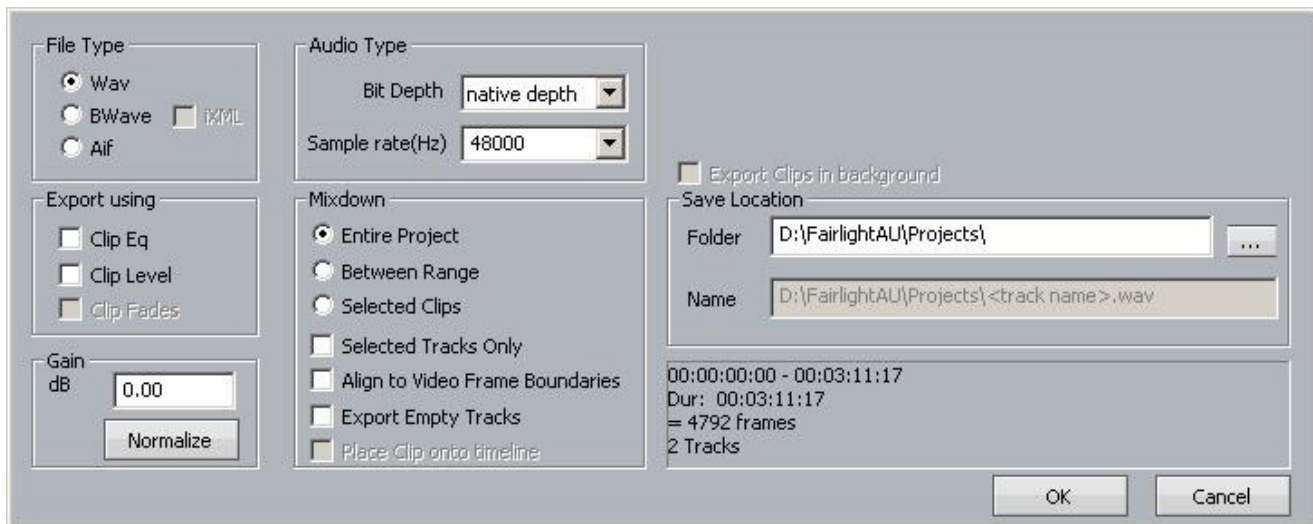 File Type
Wav
BWave
iXML
Aif
Audio Type
Bit Depth
native depth
Sample rate(Hz)
48000
Export using
Clip Eq
Clip Level
Clip Fades
Gain
dB
0.00
Normalize
Mixdown
Entire Project
Between Range
Selected Clips
Selected Tracks Only
Align to Video Frame Boundaries
Export Empty Tracks
Place Clip onto timeline
Export Clips in background
Save Location
Folder
D:\FairlightAU\Projects\
...
Name
D:\FairlightAU\Projects\<track name>.wav
00:00:00:00 - 00:03:11:17
Dur: 00:03:11:17
= 4792 frames
2 Tracks
OK
Cancel